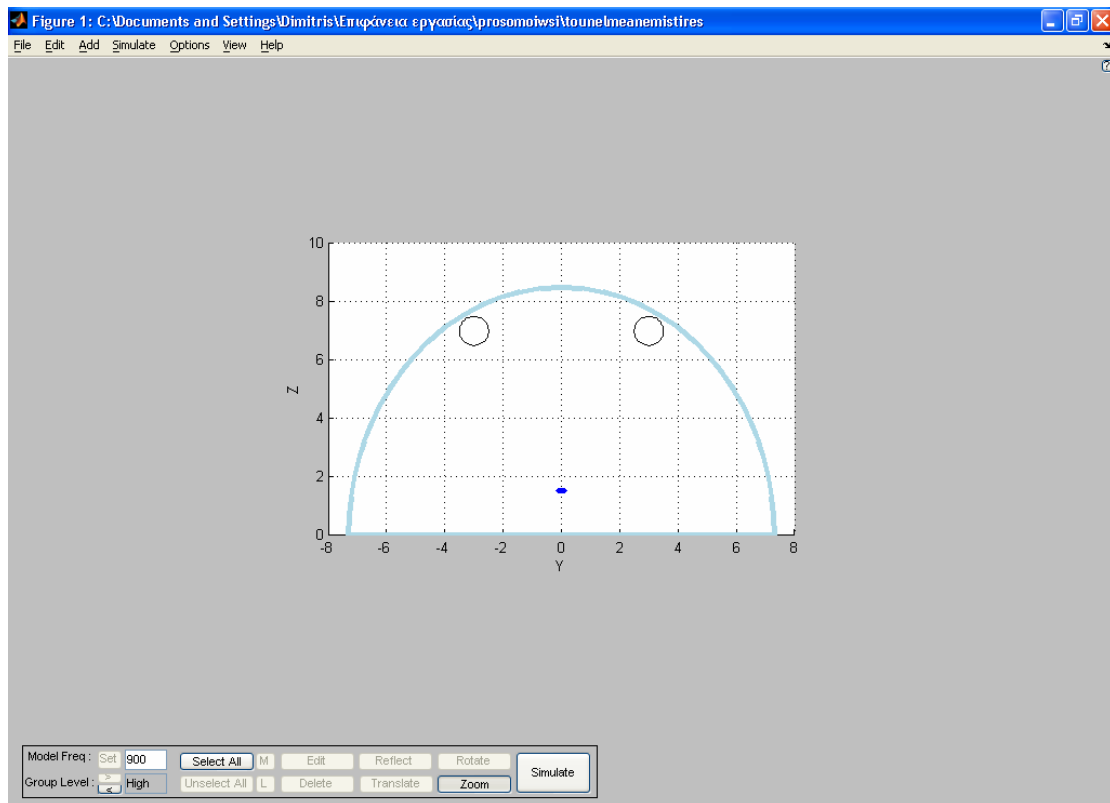 Figure 1: C:\Documents and Settings\Dimitris\Επιφάνεια εργασίας\prosomoiwsi\tounelmeanemistires
File Edit Add Simulate Options View Help
10
8
6
Z
4
2
0
-8 -6 -4 -2 0 2 4 6 8
Y
Model Freq : Set 900 Select All M Edit Reflect Rotate
Simulate
Group Level : > < High Unselect All L Delete Translate Zoom